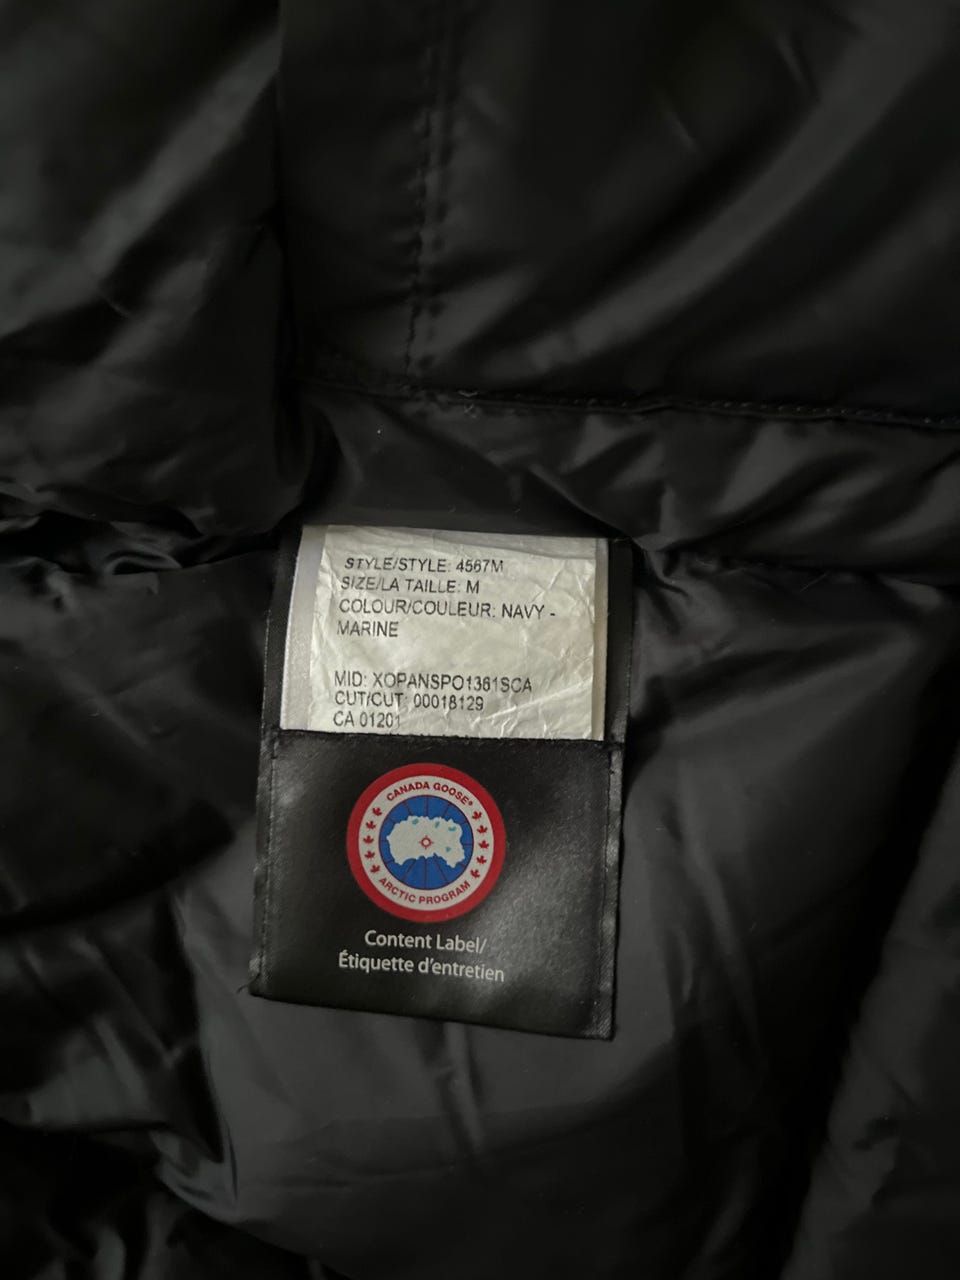 STYLE/STYLE: 4567M
SIZE/LA TAILLE: M
COLOUR/COULEUR: NAVY -
MARINE
MID: XOPANSPO1361SCA
CUT/CUT: 00018129
CA 01201
CANADA GOOSE®
ARCTIC PROGRAM
Content Label/
Étiquette d'entretien